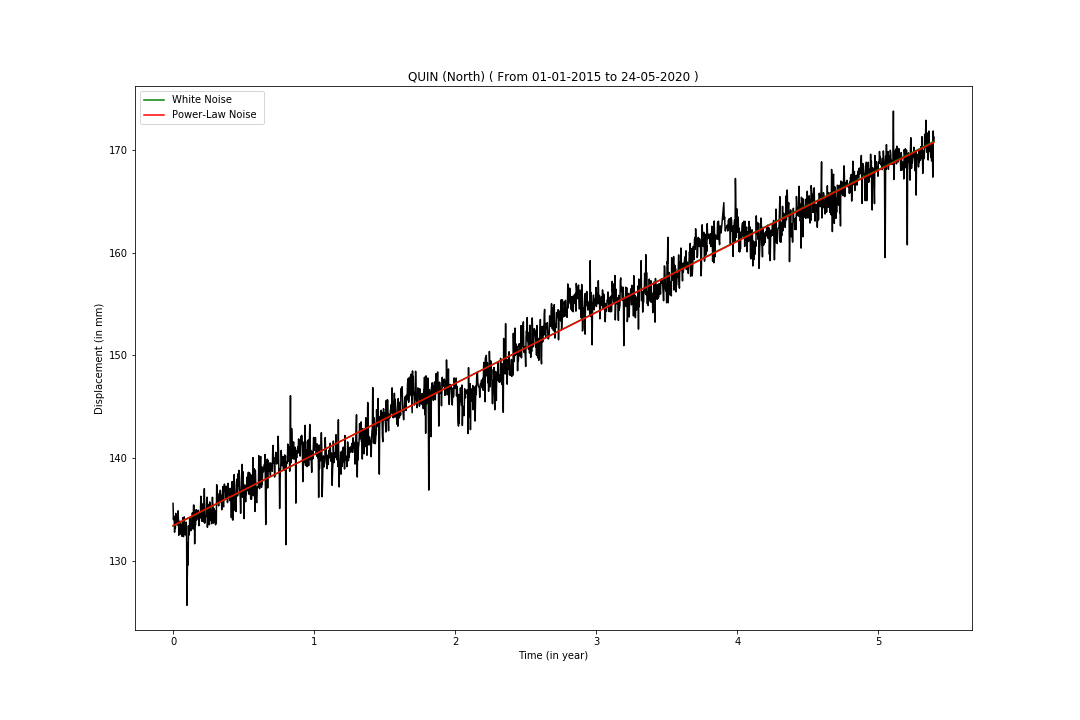 QUIN (North) ( From 01-01-2015 to 24-05-2020 )
White Noise
Power-Law Noise
170
160
150
140
130
Displacement (in mm)
0 1 2 3 4 5
Time (in year)